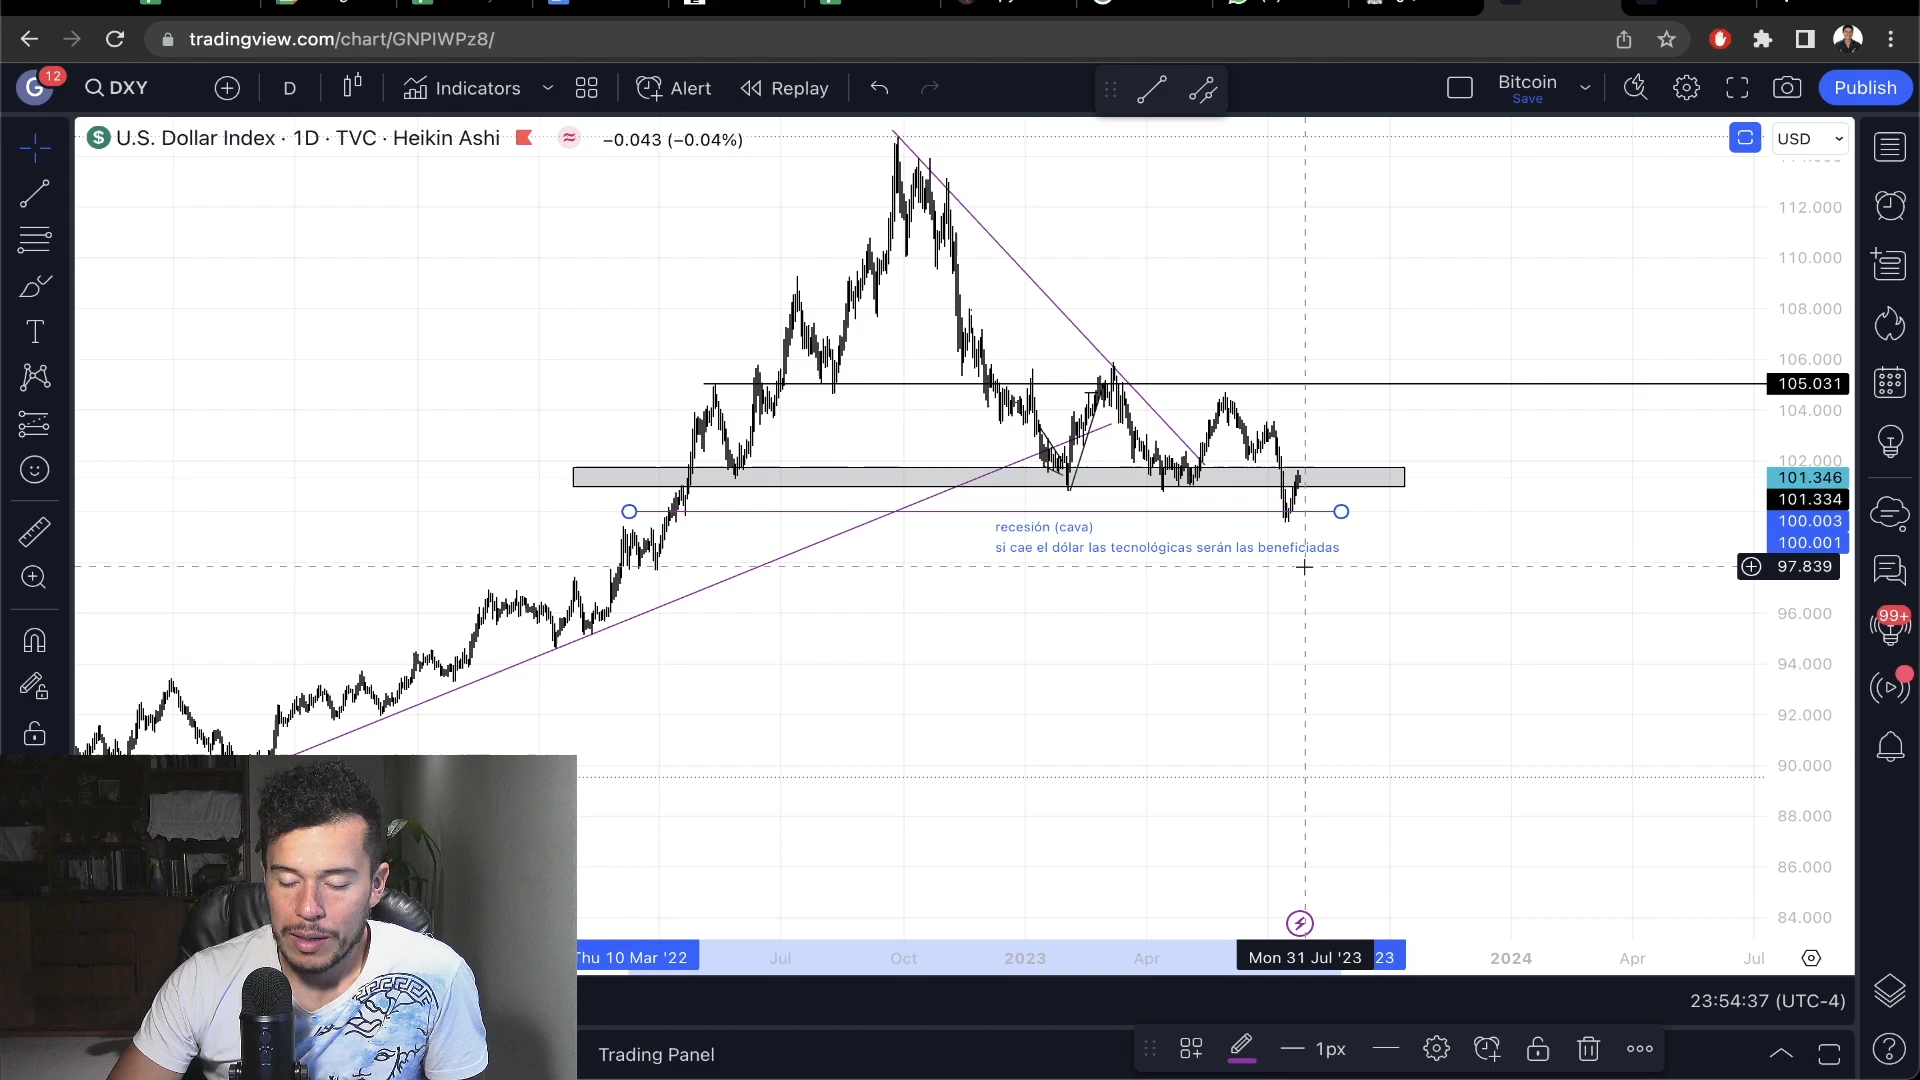 tradingview.com/chart/GNPIWPz8/
G
12
DXY
D
Indicators
Alert
Replay
Bitcoin
Save
Publish
U.S. Dollar Index · 1D · TVC · Heikin Ashi
−0.043 (−0.04%)
USD
112.000
110.000
108.000
106.000
105.031
104.000
102.000
101.346
101.334
100.003
100.001
97.839
96.000
94.000
92.000
90.000
88.000
86.000
84.000
recesión (cava)
si cae el dólar las tecnológicas serán las beneficiadas
99+
Thu 10 Mar '22
Jul
Oct
2023
Apr
Mon 31 Jul '23
23
2024
Apr
Jul
23:54:37 (UTC-4)
Trading Panel
1px